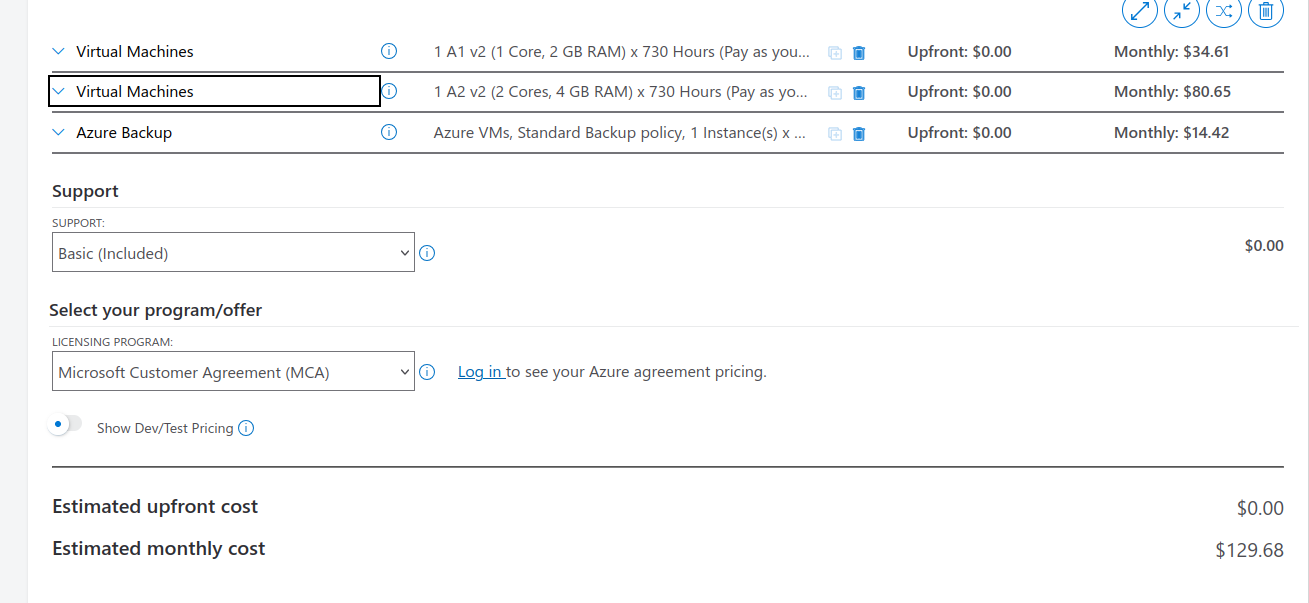 Virtual Machines 1 A1 v2 (1 Core, 2 GB RAM) x 730 Hours (Pay as you... Upfront: $0.00 Monthly: $34.61
Virtual Machines 1 A2 v2 (2 Cores, 4 GB RAM) x 730 Hours (Pay as yo... Upfront: $0.00 Monthly: $80.65
Azure Backup Azure VMs, Standard Backup policy, 1 Instance(s) x ... Upfront: $0.00 Monthly: $14.42
Support
SUPPORT:
Basic (Included) $0.00
Select your program/offer
LICENSING PROGRAM:
Microsoft Customer Agreement (MCA) Log in to see your Azure agreement pricing.
Show Dev/Test Pricing
Estimated upfront cost $0.00
Estimated monthly cost $129.68